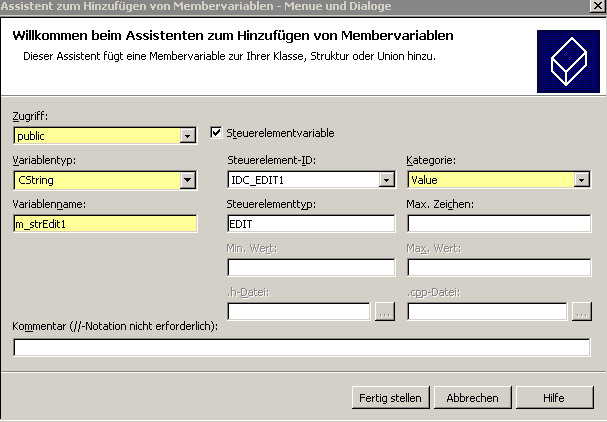 Assistent zum Hinzufügen von Membervariablen - Menue und Dialoge
Willkommen beim Assistenten zum Hinzufügen von Membervariablen
Dieser Assistent fügt eine Membervariable zu Ihrer Klasse, Struktur oder Union hinzu.
Zugriff:
public
Steuerelementvariable
Variablentyp:
Steuerelement-ID:
Kategorie:
CString
IDC_EDIT1
Value
Variablenname:
Steuerelementtyp:
Max. Zeichen:
m_strEdit1
EDIT
Min. Wert:
Max. Wert:
.h-Datei:
.cpp-Datei:
...
...
Kommentar (//-Notation nicht erforderlich):
Fertig stellen
Abbrechen
Hilfe